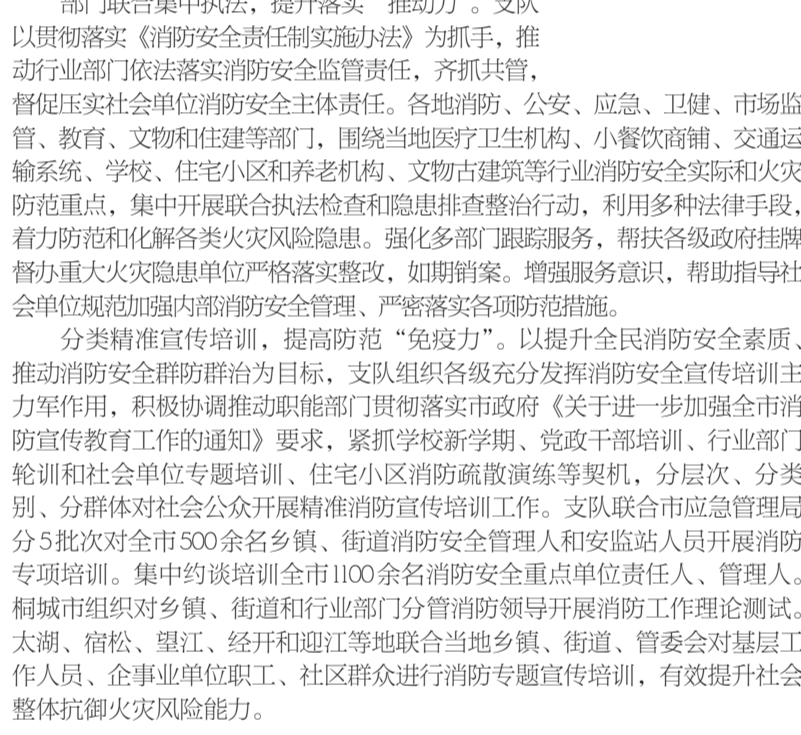 部门联合集中执法，提升落实“推动力”。支队
以贯彻落实《消防安全责任制实施办法》为抓手，推
动行业部门依法落实消防安全监管责任，齐抓共管，
督促压实社会单位消防安全主体责任。各地消防、公安、应急、卫健、市场监
管、教育、文物和住建等部门，围绕当地医疗卫生机构、小餐饮商铺、交通运
输系统、学校、住宅小区和养老机构、文物古建筑等行业消防安全实际和火灾
防范重点，集中开展联合执法检查和隐患排查整治行动，利用多种法律手段，
着力防范和化解各类火灾风险隐患。强化多部门跟踪服务，帮扶各级政府挂牌
督办重大火灾隐患单位严格落实整改，如期销案。增强服务意识，帮助指导社
会单位规范加强内部消防安全管理、严密落实各项防范措施。
分类精准宣传培训，提高防范“免疫力”。以提升全民消防安全素质、
推动消防安全群防群治为目标，支队组织各级充分发挥消防安全宣传培训主
力军作用，积极协调推动职能部门贯彻落实市政府《关于进一步加强全市消
防宣传教育工作的通知》要求，紧抓学校新学期、党政干部培训、行业部门
轮训和社会单位专题培训、住宅小区消防疏散演练等契机，分层次、分类
别、分群体对社会公众开展精准消防宣传培训工作。支队联合市应急管理局
分5批次对全市500余名乡镇、街道消防安全管理人和安监站人员开展消防
专项培训。集中约谈培训全市1100余名消防安全重点单位责任人、管理人。
桐城市组织对乡镇、街道和行业部门分管消防领导开展消防工作理论测试。
太湖、宿松、望江、经开和迎江等地联合当地乡镇、街道、管委会对基层工
作人员、企事业单位职工、社区群众进行消防专题宣传培训，有效提升社会
整体抗御火灾风险能力。